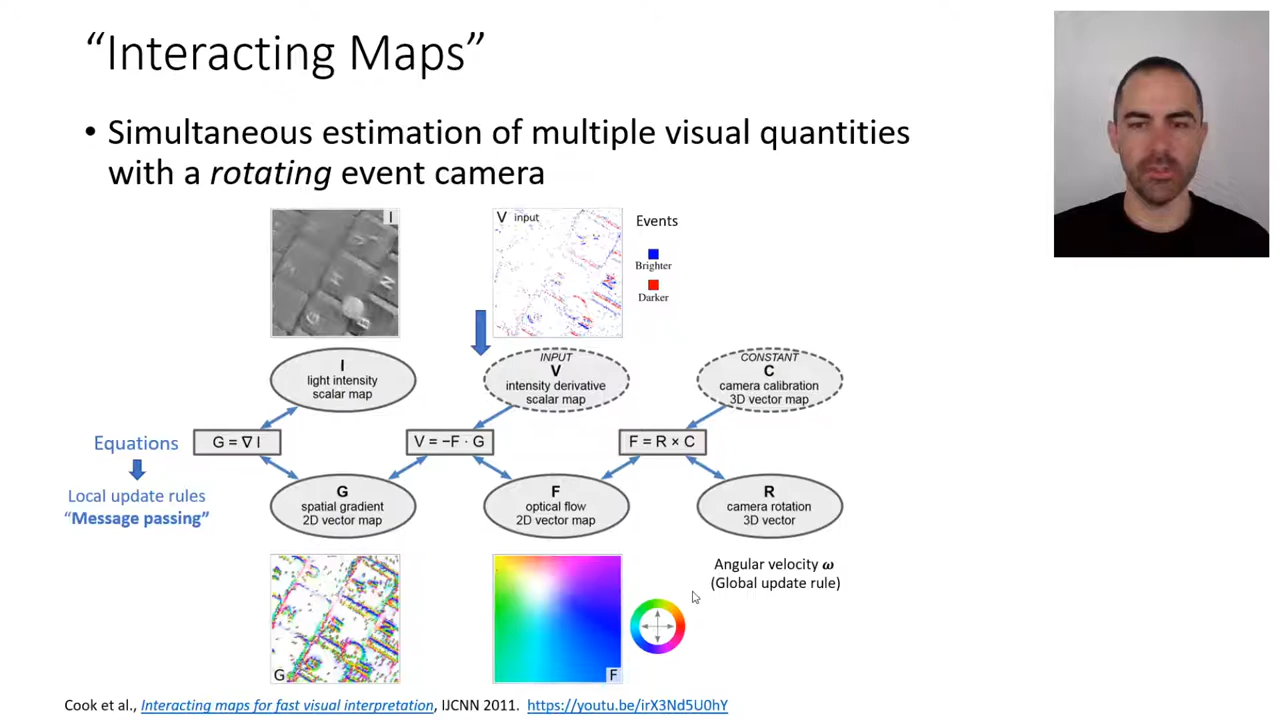 “Interacting Maps”
• Simultaneous estimation of multiple visual quantities
with a rotating event camera
I
V input
Events
Brighter
Darker
I
light intensity
scalar map
INPUT
V
intensity derivative
scalar map
CONSTANT
C
camera calibration
3D vector map
Equations
G = ∇ I
V = −F · G
F = R × C
Local update rules
“Message passing”
G
spatial gradient
2D vector map
F
optical flow
2D vector map
R
camera rotation
3D vector
Angular velocity ω
(Global update rule)
G
F
Cook et al., Interacting maps for fast visual interpretation, IJCNN 2011. https://youtu.be/irX3Nd5U0hY